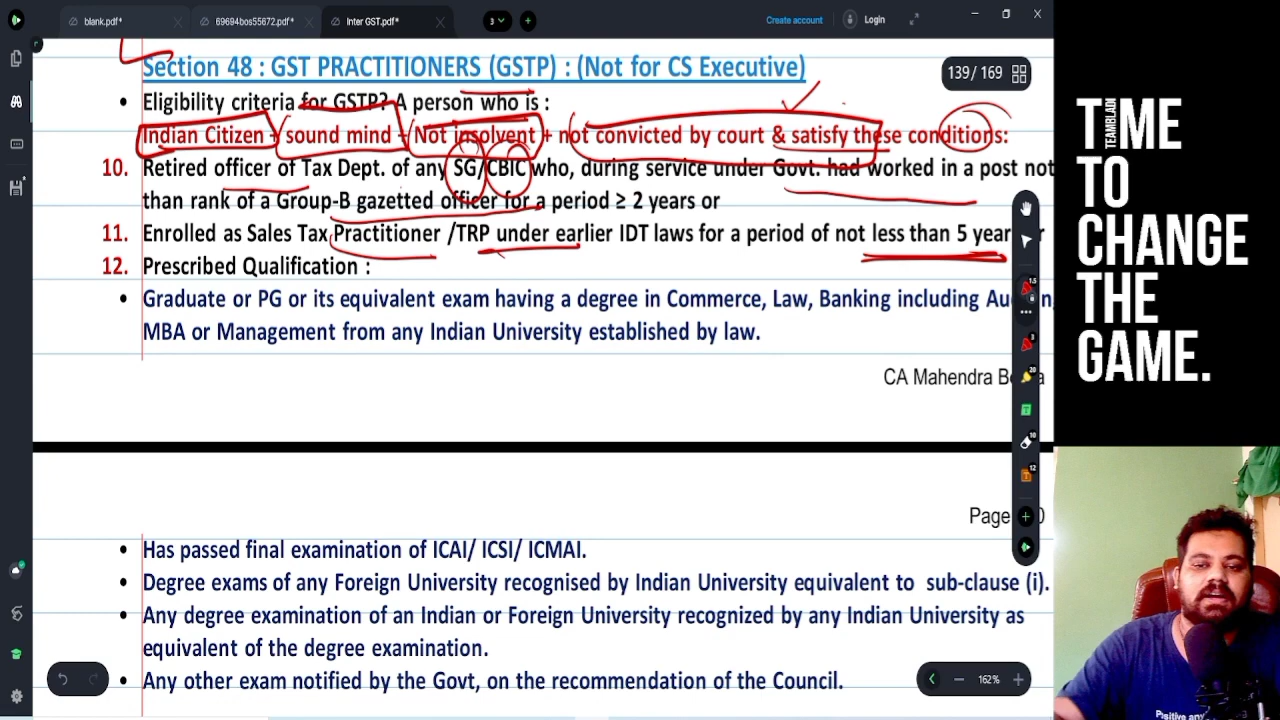 blank.pdf*
69694bos55672.pdf*
Inter GST.pdf*
3
Create account
Login
Section 48 : GST PRACTITIONERS (GSTP) : (Not for CS Executive)
139/ 169
• Eligibility criteria for GSTP? A person who is :
Indian Citizen + sound mind + Not insolvent + not convicted by court & satisfy these conditions:
10. Retired officer of Tax Dept. of any SG/CBIC who, during service under Govt. had worked in a post not
than rank of a Group-B gazetted officer for a period ≥ 2 years or
11. Enrolled as Sales Tax Practitioner /TRP under earlier IDT laws for a period of not less than 5 year
12. Prescribed Qualification :
• Graduate or PG or its equivalent exam having a degree in Commerce, Law, Banking including
MBA or Management from any Indian University established by law.
CA Mahendra
Page
• Has passed final examination of ICAI/ ICSI/ ICMAI.
• Degree exams of any Foreign University recognised by Indian University equivalent to sub-clause (i).
• Any degree examination of an Indian or Foreign University recognized by any Indian University as
equivalent of the degree examination.
• Any other exam notified by the Govt, on the recommendation of the Council.
162%
TIME
TEAMBLADN
TO
CHANGE
THE
GAME.